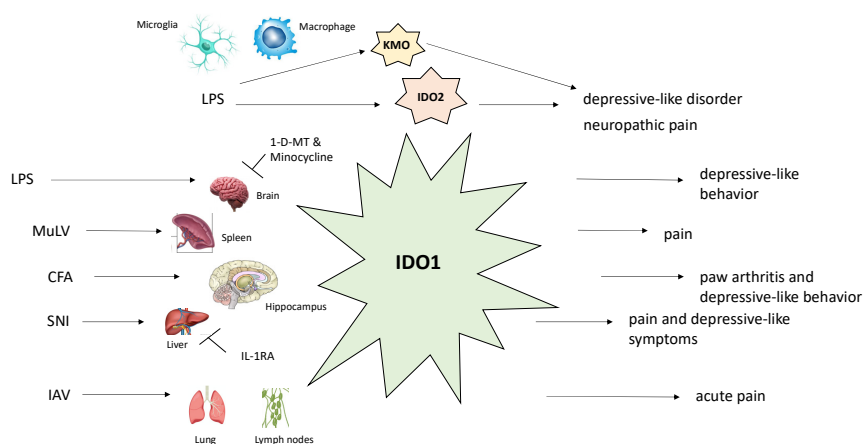 Microglia
Macrophage
KMO
LPS
IDO2
depressive-like disorder
neuropathic pain
1-D-MT &
Minocycline
LPS
Brain
depressive-like
behavior
MuLV
Spleen
pain
IDO1
CFA
Hippocampus
paw arthritis and
depressive-like behavior
SNI
Liver
pain and depressive-like
symptoms
IL-1RA
IAV
Lung
Lymph nodes
acute pain